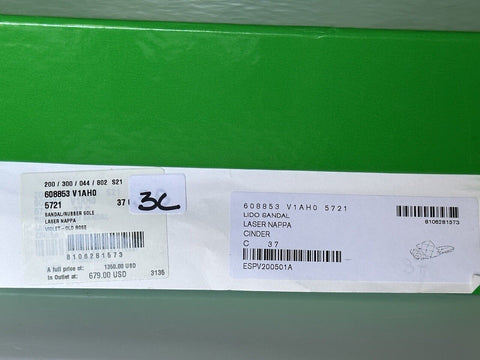 200 / 300 / 044 / 802 S21
608853 V1AH0
5721 37
SANDAL/RUBBER SOLE
LASER NAPPA
VIOLET-OLD ROSE
8106281573
A full price at: 1350.00 USD
In Outlet at: 679.00 USD 3135
3C
608853 V1AH0 5721
LIDO SANDAL
LASER NAPPA
CINDER
C 37
ESPV200501A
8106281573